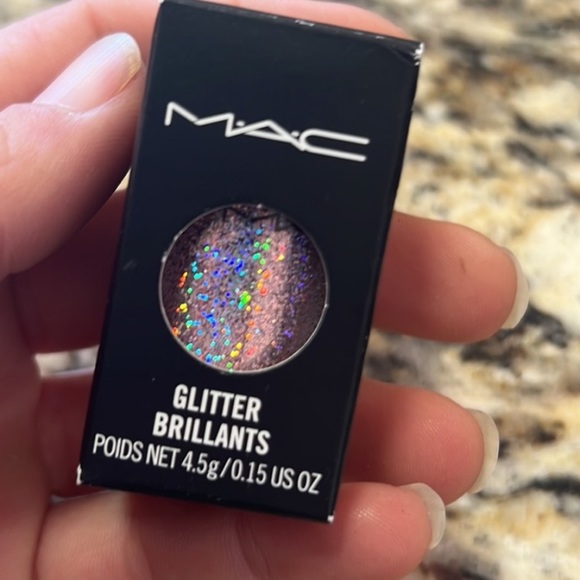 M·A·C
GLITTER
BRILLANTS
POIDS NET 4.5g/0.15 US OZ